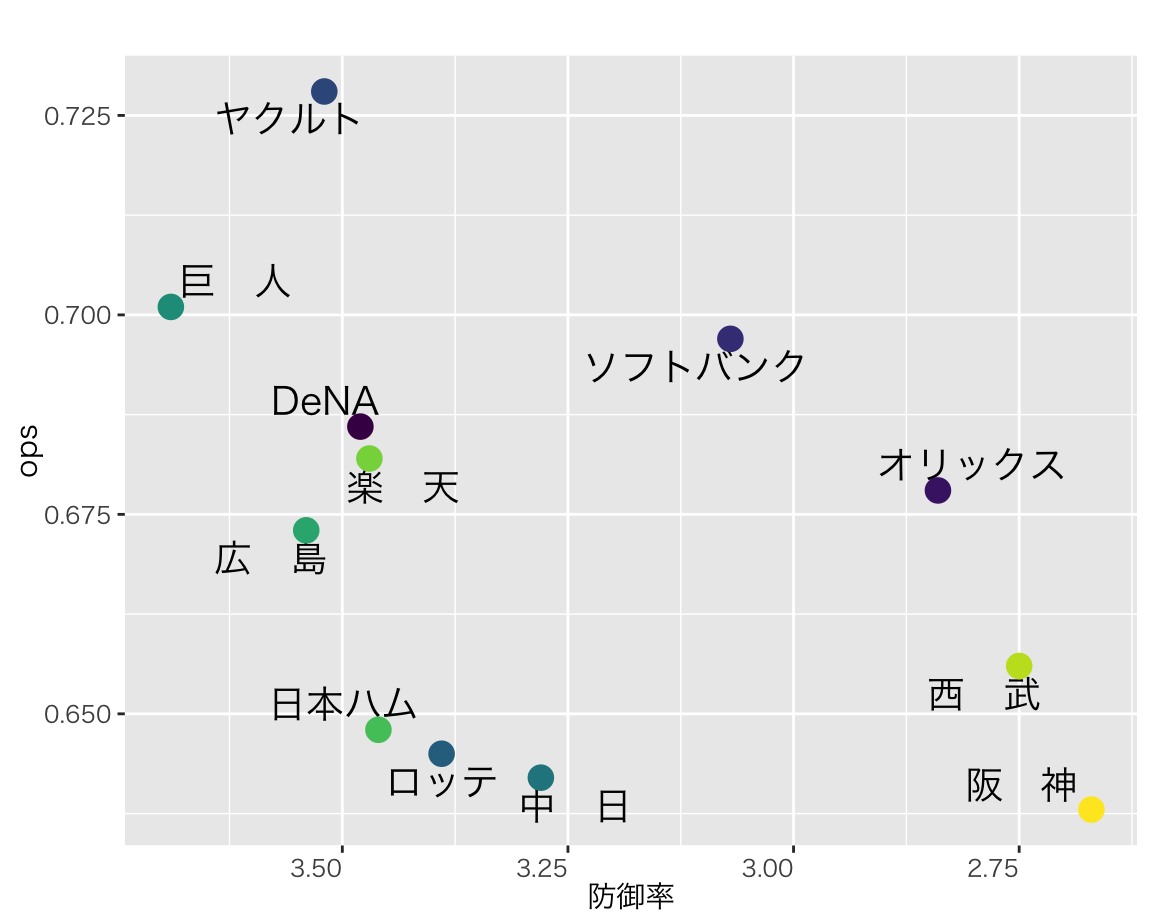 0.725
0.700
0.675
0.650
ops
ヤクルト
巨　人
ソフトバンク
DeNA
楽　天
オリックス
広　島
西　武
日本ハム
ロッテ
阪　神
中　日
3.50 3.25 3.00 2.75
防御率